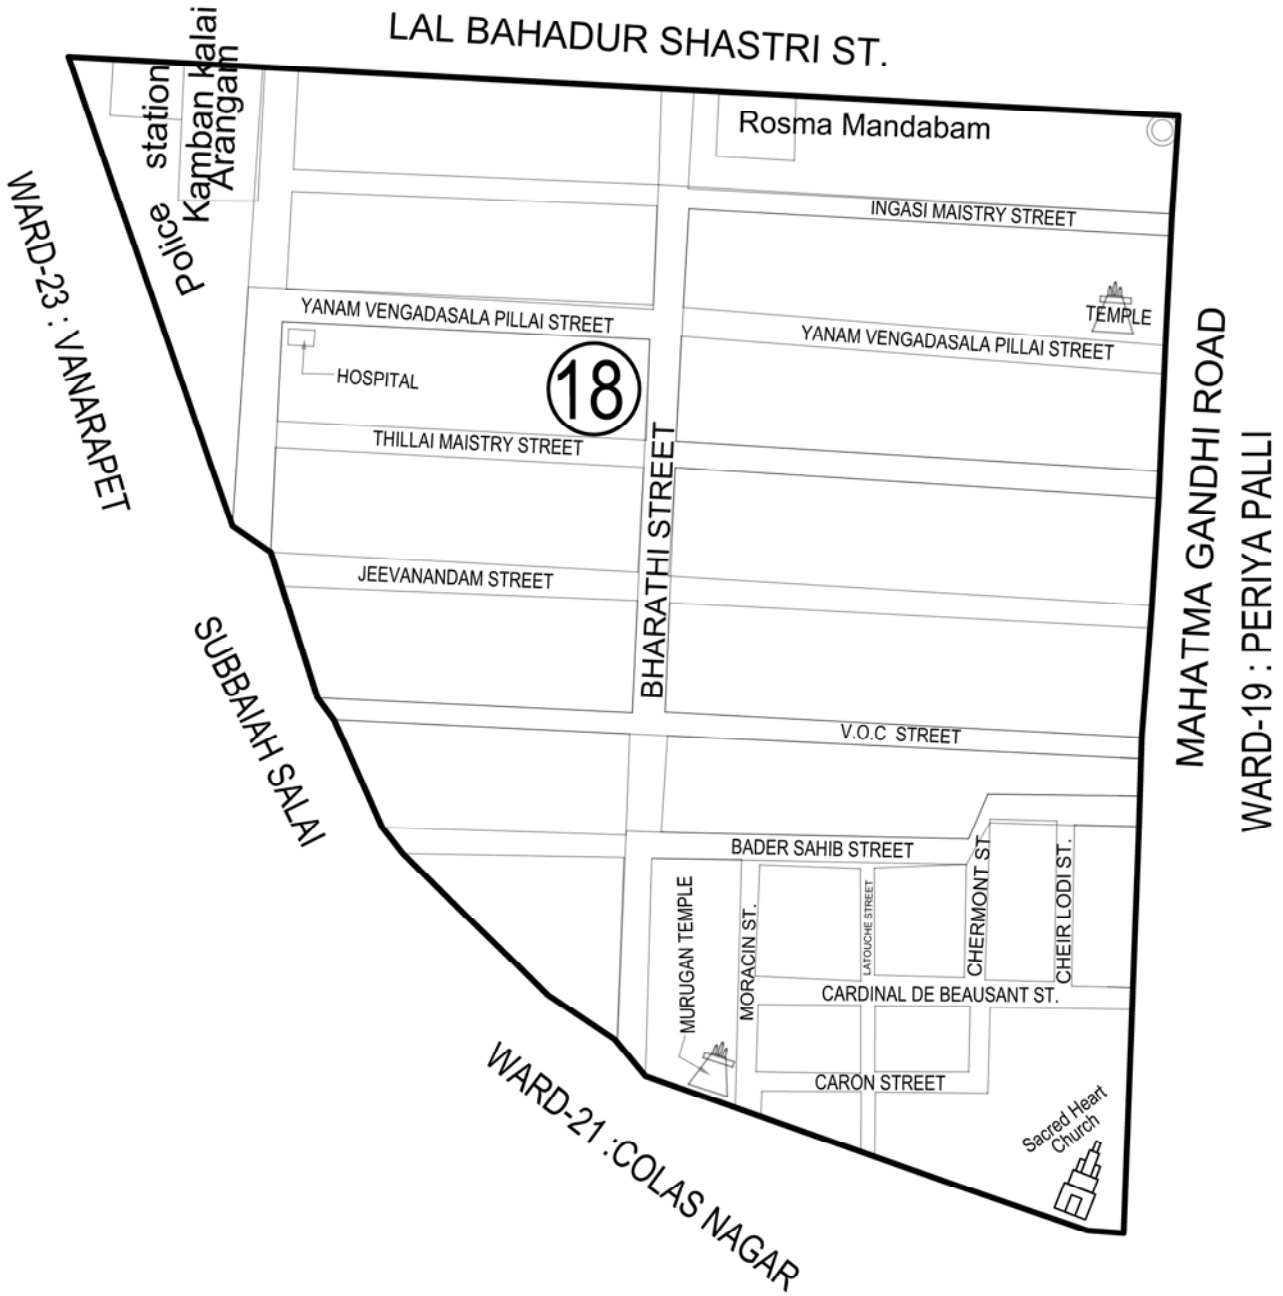 LAL BAHADUR SHASTRI ST.
Police station
Kamban kalai
Arangam
Rosma Mandabam
INGASI MAISTRY STREET
WARD-23 : VANARAPET
YANAM VENGADASALA PILLAI STREET
TEMPLE
YANAM VENGADASALA PILLAI STREET
HOSPITAL
18
THILLAI MAISTRY STREET
BHARATHI STREET
MAHATMA GANDHI ROAD
WARD-19 : PERIYA PALLI
JEEVANANDAM STREET
SUBBAIAH SALAI
V.O.C STREET
BADER SAHIB STREET
MURUGAN TEMPLE
MORACIN ST.
LATOUCHE STREET
CHERMONT ST
CHEIR LODI ST.
CARDINAL DE BEAUSANT ST.
CARON STREET
WARD-21 :COLAS NAGAR
Sacred Heart
Church